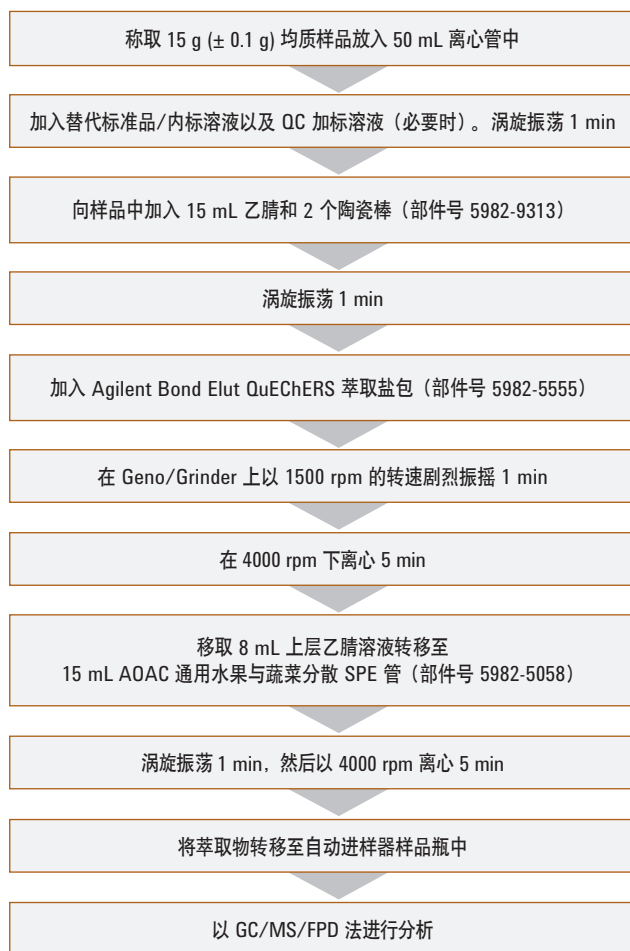 称取 15 g (± 0.1 g) 均质样品放入 50 mL 离心管中
加入替代标准品/内标溶液以及 QC 加标溶液（必要时）。涡旋振荡 1 min
向样品中加入 15 mL 乙腈和 2 个陶瓷棒（部件号 5982-9313）
涡旋振荡 1 min
加入 Agilent Bond Elut QuEChERS 萃取盐包（部件号 5982-5555）
在 Geno/Grinder 上以 1500 rpm 的转速剧烈振摇 1 min
在 4000 rpm 下离心 5 min
移取 8 mL 上层乙腈溶液转移至
15 mL AOAC 通用水果与蔬菜分散 SPE 管（部件号 5982-5058）
涡旋振荡 1 min，然后以 4000 rpm 离心 5 min
将萃取物转移至自动进样器样品瓶中
以 GC/MS/FPD 法进行分析